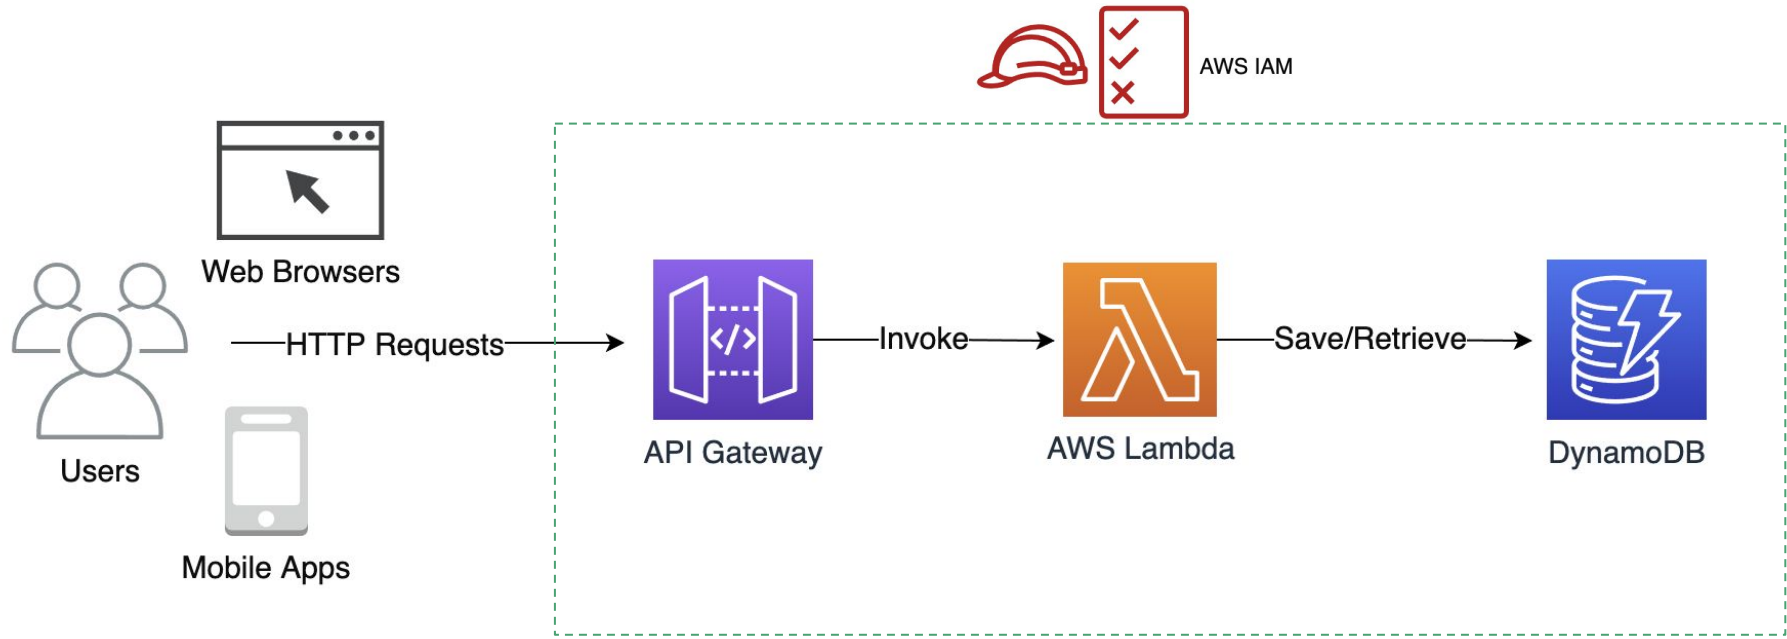 AWS IAM
Web Browsers
HTTP Requests
Invoke
Save/Retrieve
</>
API Gateway
AWS Lambda
DynamoDB
Users
Mobile Apps